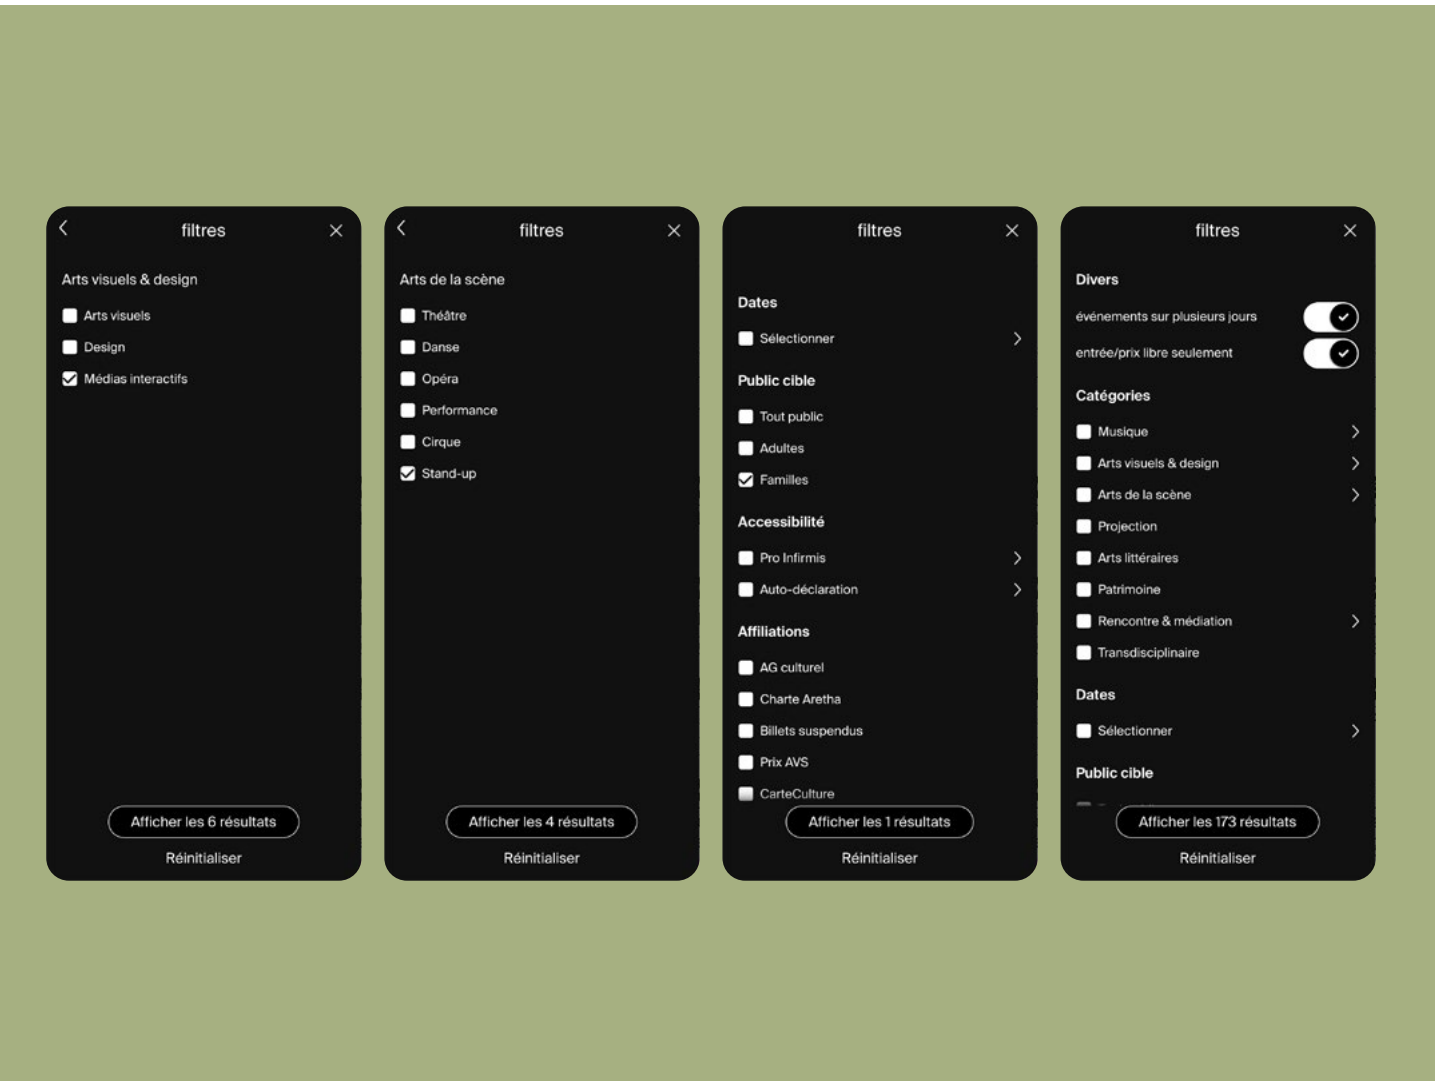 filtres
Arts visuels & design
Arts visuels
Design
Médias interactifs
Afficher les 6 résultats
Réinitialiser
filtres
Arts de la scène
Théâtre
Danse
Opéra
Performance
Cirque
Stand-up
Afficher les 4 résultats
Réinitialiser
filtres
Dates
Sélectionner
Public cible
Tout public
Adultes
Familles
Accessibilité
Pro Infirmis
Auto-déclaration
Affiliations
AG culturel
Charte Aretha
Billets suspendus
Prix AVS
CarteCulture
Afficher les 1 résultats
Réinitialiser
filtres
Divers
événements sur plusieurs jours
entrée/prix libre seulement
Catégories
Musique
Arts visuels & design
Arts de la scène
Projection
Arts littéraires
Patrimoine
Rencontre & médiation
Transdisciplinaire
Dates
Sélectionner
Public cible
Afficher les 173 résultats
Réinitialiser